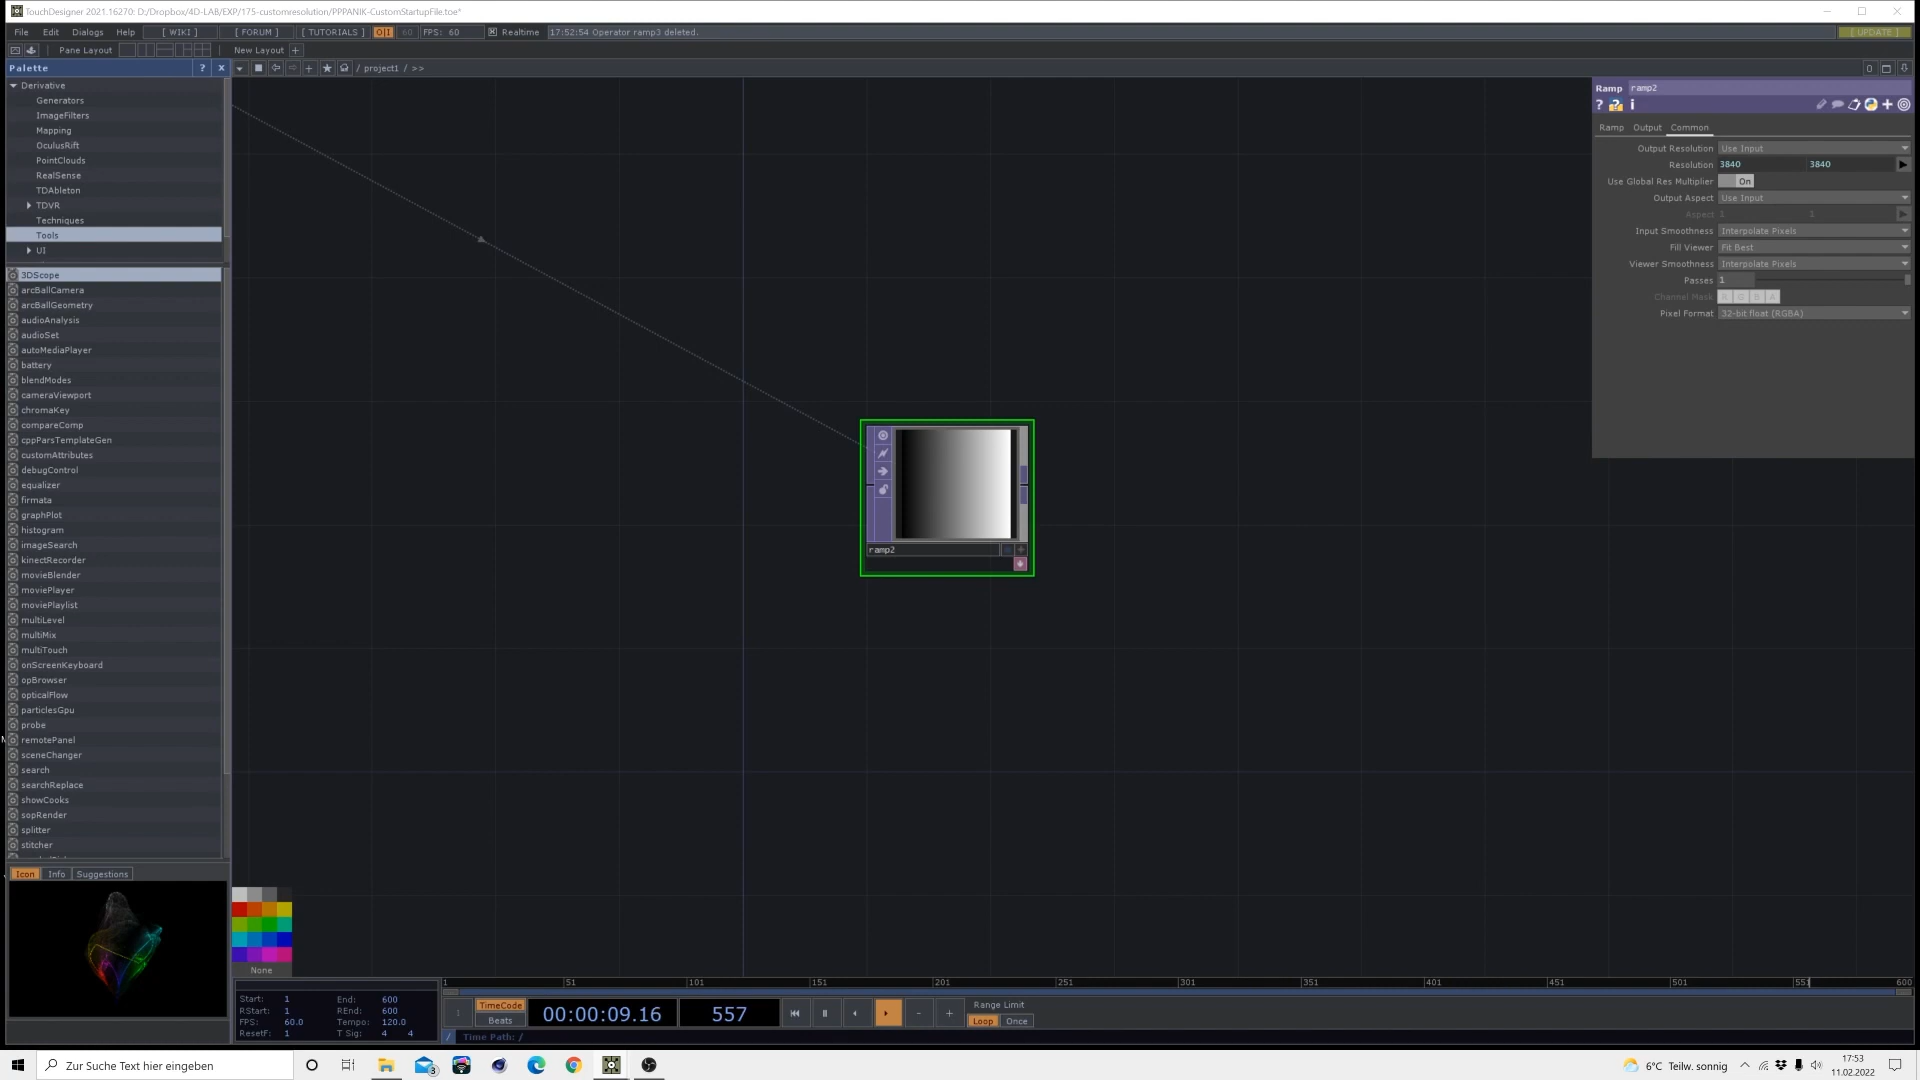 TouchDesigner 2021.16270: D:/Dropbox/4D-LAB/EXP/175-customresolution/PPPANIK-CustomStartupFile.toe*
File Edit Dialogs Help [ WIKI ] [ FORUM ] [ TUTORIALS ] O|I 60 FPS: 60 Realtime 17:52:54 Operator ramp3 deleted. [ UPDATE ]
Pane Layout New Layout +
Palette ? x / project1 / >> 0
Derivative
Generators
ImageFilters
Mapping
OculusRift
PointClouds
RealSense
TDAbleton
TDVR
Techniques
Tools
UI
3DScope
arcBallCamera
arcBallGeometry
audioAnalysis
audioSet
autoMediaPlayer
battery
blendModes
cameraViewport
chromaKey
compareComp
cppParsTemplateGen
customAttributes
debugControl
equalizer
firmata
graphPlot
histogram
imageSearch
kinectRecorder
movieBlender
moviePlayer
moviePlaylist
multiLevel
multiMix
multiTouch
onScreenKeyboard
opBrowser
opticalFlow
particlesGpu
probe
remotePanel
sceneChanger
search
searchReplace
showCooks
sopRender
splitter
stitcher
Icon Info Suggestions
None
ramp2
Ramp ramp2
? ? i
Ramp Output Common
Output Resolution Use Input
Resolution 3840 3840
Use Global Res Multiplier On
Output Aspect Use Input
Aspect 1 1
Input Smoothness Interpolate Pixels
Fill Viewer Fit Best
Viewer Smoothness Interpolate Pixels
Passes 1
Channel Mask R G B A
Pixel Format 32-bit float (RGBA)
1 51 101 151 201 251 301 351 401 451 501 551 600
Start: 1 End: 600
RStart: 1 REnd: 600
FPS: 60.0 Tempo: 120.0
ResetF: 1 T Sig: 4 4
TimeCode
Beats
00:00:09.16 557
- +
Range Limit
Loop Once
/ Time Path: /
Zur Suche Text hier eingeben
3
6°C Teilw. sonnig
17:53
11.02.2022